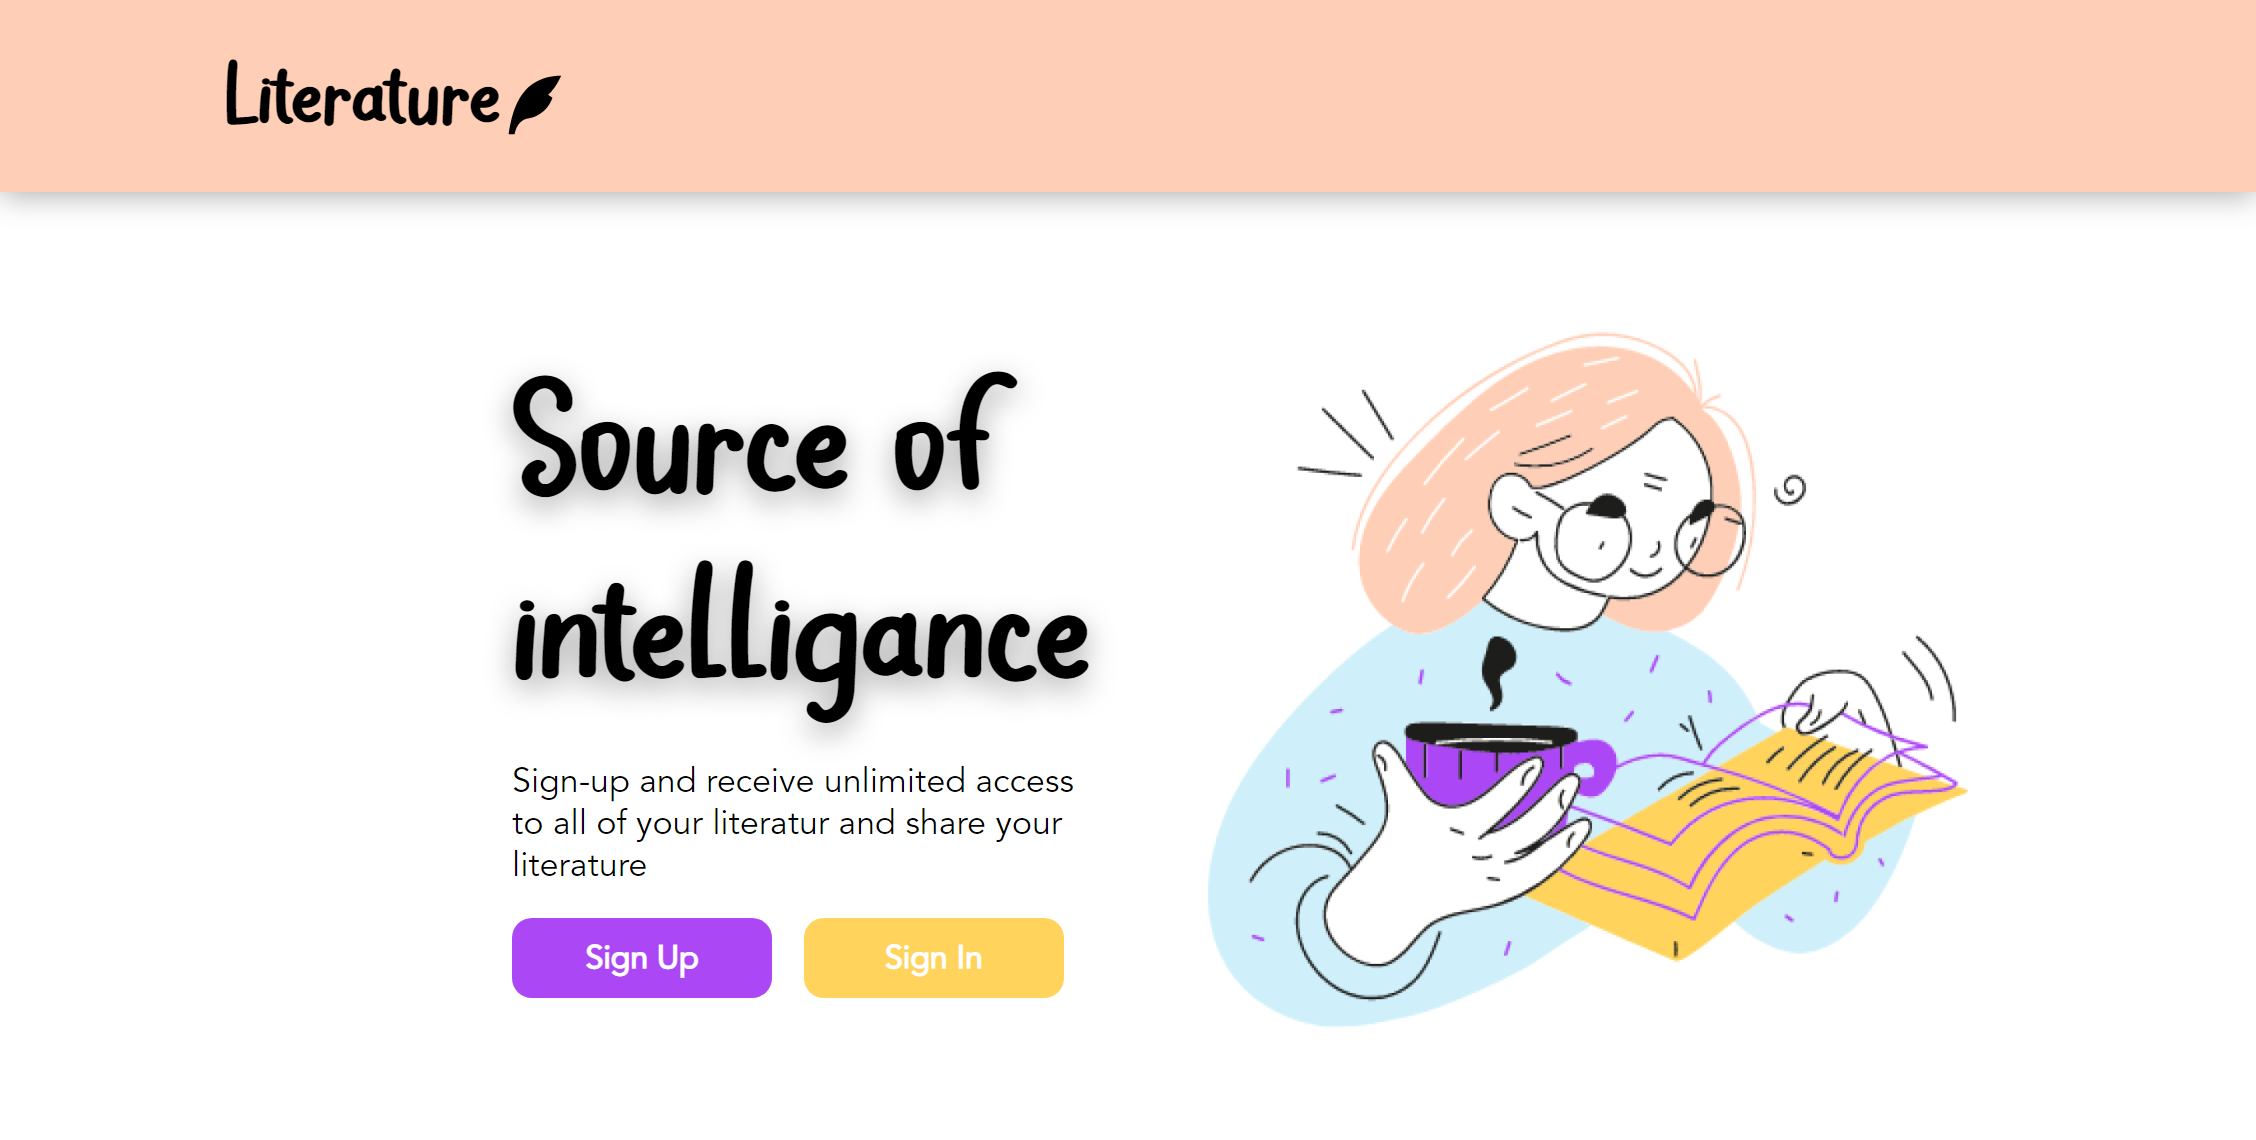 Literature
Source of
intelligance
Sign-up and receive unlimited access
to all of your literatur and share your
literature
Sign Up
Sign In